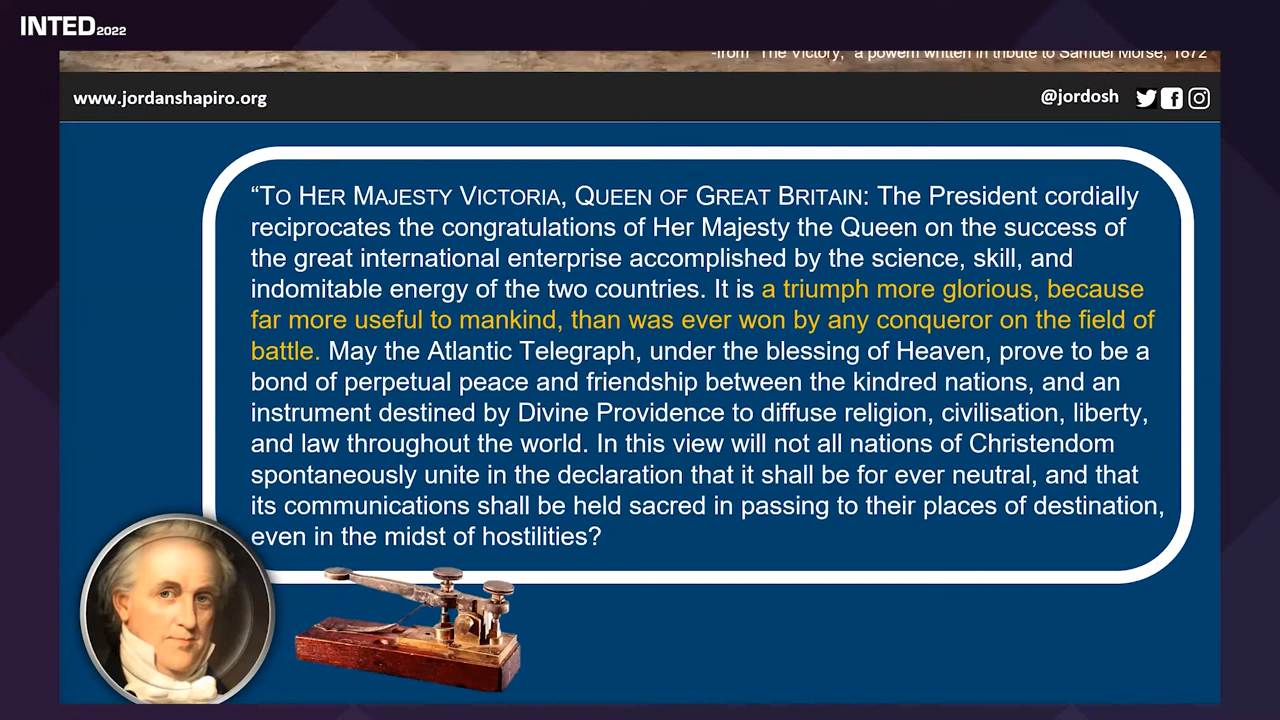 INTED2022
-from "The Victory," a powem written in tribute to Samuel Morse, 1872
www.jordanshapiro.org
@jordosh
“TO HER MAJESTY VICTORIA, QUEEN OF GREAT BRITAIN: The President cordially
reciprocates the congratulations of Her Majesty the Queen on the success of
the great international enterprise accomplished by the science, skill, and
indomitable energy of the two countries. It is a triumph more glorious, because
far more useful to mankind, than was ever won by any conqueror on the field of
battle. May the Atlantic Telegraph, under the blessing of Heaven, prove to be a
bond of perpetual peace and friendship between the kindred nations, and an
instrument destined by Divine Providence to diffuse religion, civilisation, liberty,
and law throughout the world. In this view will not all nations of Christendom
spontaneously unite in the declaration that it shall be for ever neutral, and that
its communications shall be held sacred in passing to their places of destination,
even in the midst of hostilities?